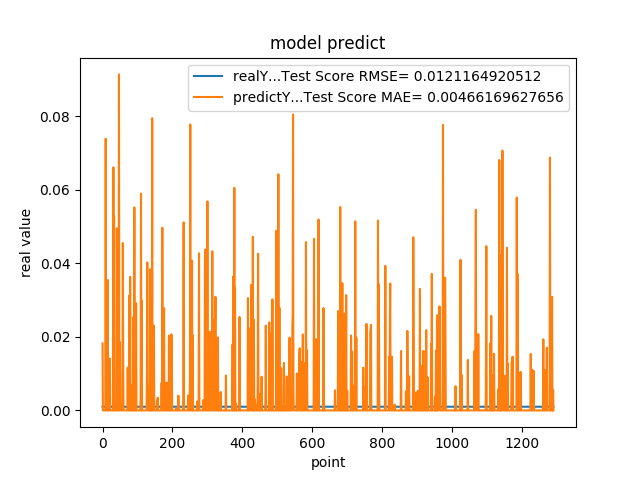 model predict
realY...Test Score RMSE= 0.0121164920512
predictY...Test Score MAE= 0.00466169627656
real value
0.08
0.06
0.04
0.02
0.00
0 200 400 600 800 1000 1200
point